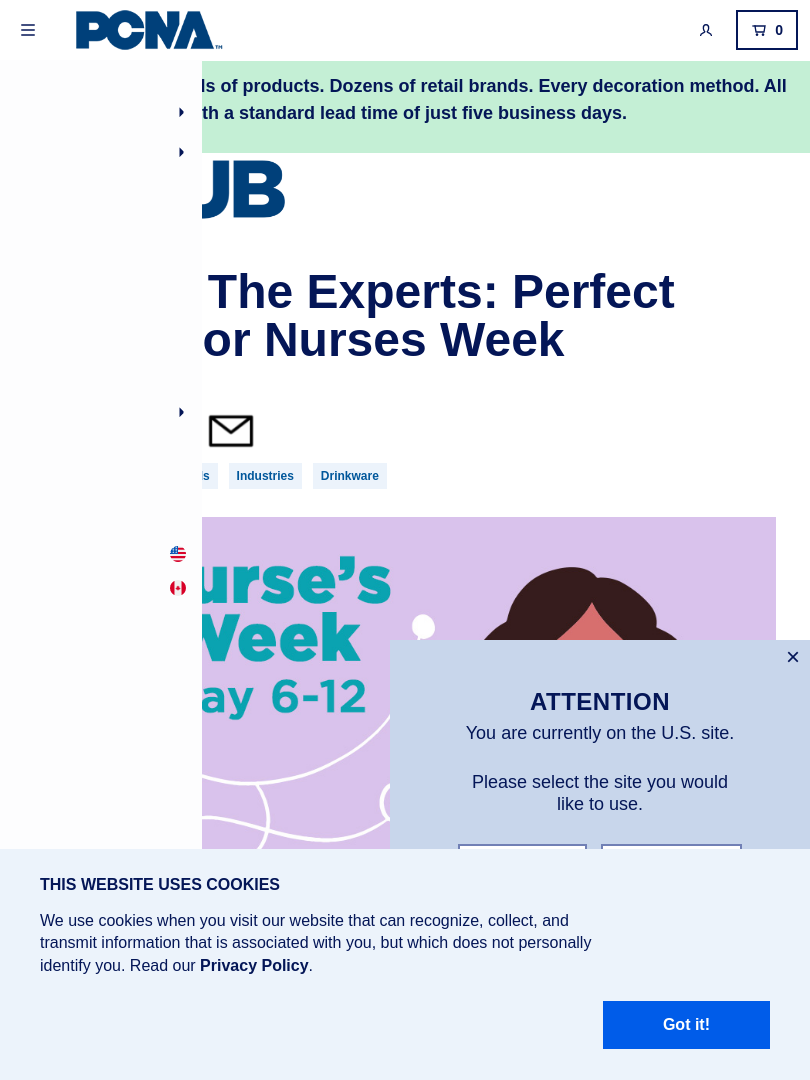 PCNA™
0
ls of products. Dozens of retail brands. Every decoration method. All
th a standard lead time of just five business days.
UB
The Experts: Perfect
or Nurses Week
ls Industries Drinkware
urse’s
Week
ay 6-12
ATTENTION
You are currently on the U.S. site.
Please select the site you would
like to use.
THIS WEBSITE USES COOKIES
We use cookies when you visit our website that can recognize, collect, and
transmit information that is associated with you, but which does not personally
identify you. Read our Privacy Policy.
Got it!